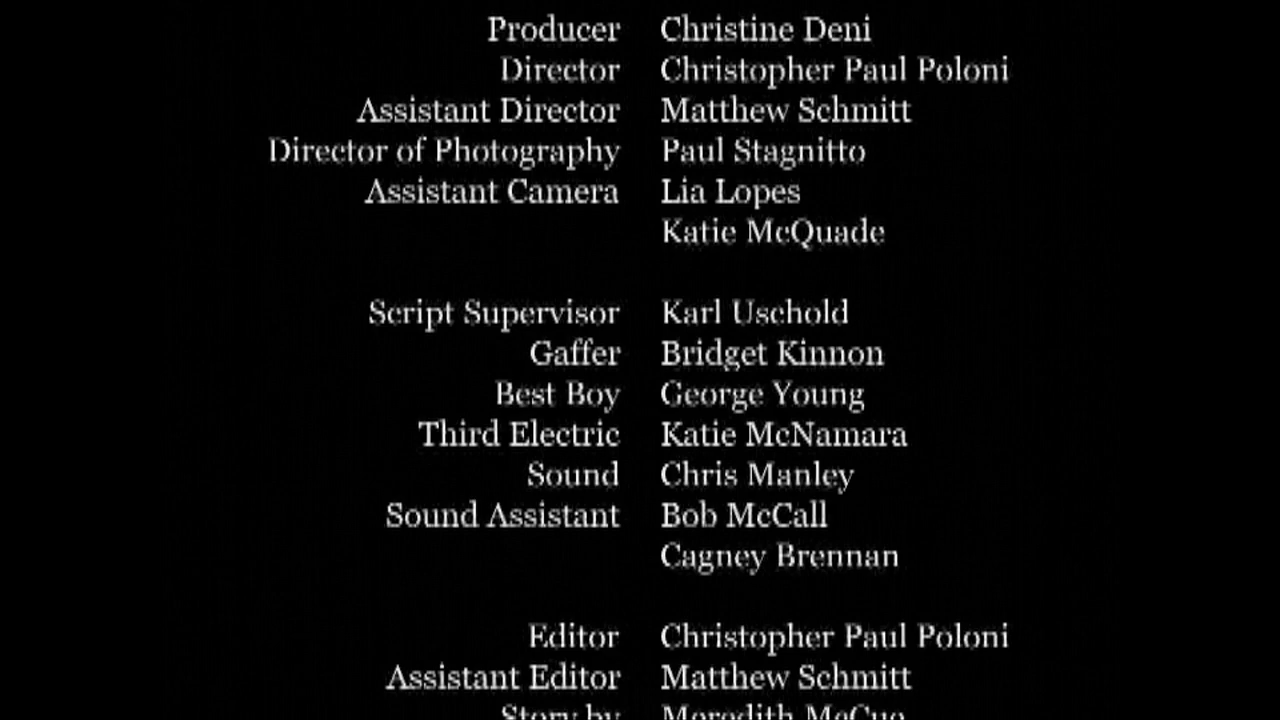 Producer Christine Deni
Director Christopher Paul Poloni
Assistant Director Matthew Schmitt
Director of Photography Paul Stagnitto
Assistant Camera Lia Lopes
Katie McQuade
Script Supervisor Karl Uschold
Gaffer Bridget Kinnon
Best Boy George Young
Third Electric Katie McNamara
Sound Chris Manley
Sound Assistant Bob McCall
Cagney Brennan
Editor Christopher Paul Poloni
Assistant Editor Matthew Schmitt
Story by Meredith McCue